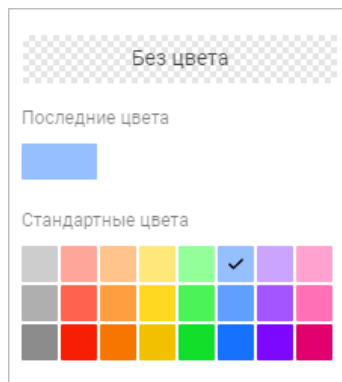 Без цвета
Последние цвета
Стандартные цвета